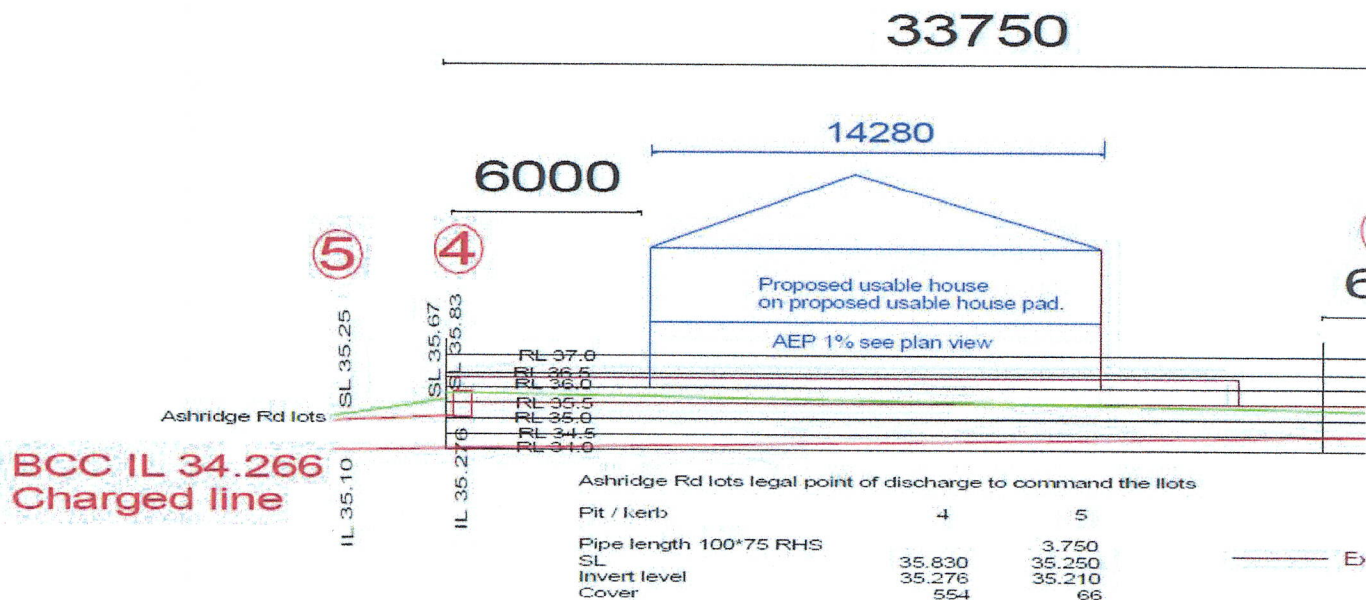 33750
14280
6000
5
4
6
SL 35.25
SL 35.67
SL 35.83
Proposed usable house
on proposed usable house pad.
AEP 1% see plan view
RL 37.0
RL 36.5
RL 36.0
RL 35.5
RL 35.0
RL 34.5
RL 34.0
Ashridge Rd lots
BCC IL 34.266
Charged line
IL 35.10
IL 35.276
Ashridge Rd lots legal point of discharge to command the llots
Pit / kerb 4 5
Pipe length 100*75 RHS 3.750
SL 35.830 35.250
Invert level 35.276 35.210
Cover 554 66
Ex